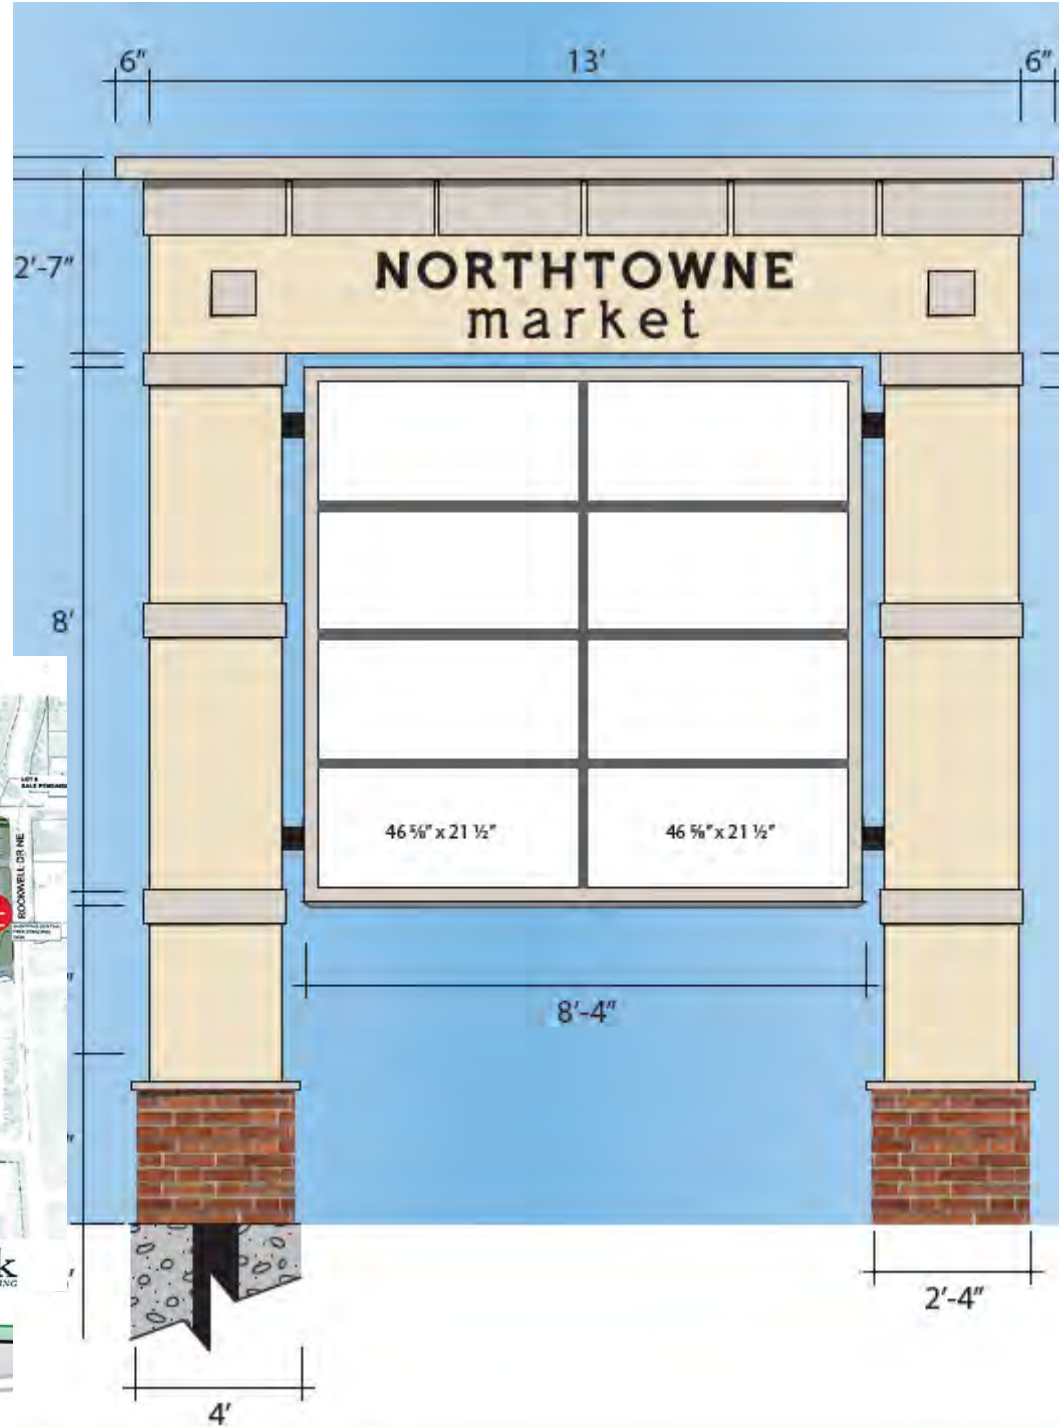 6"
13'
6"
2'-7"
NORTHTOWNE
market
8'
46 ⅝" x 21 ½"
46 ⅝" x 21 ½"
ROCKWELL DR NE
8'-4"
2'-4"
4'